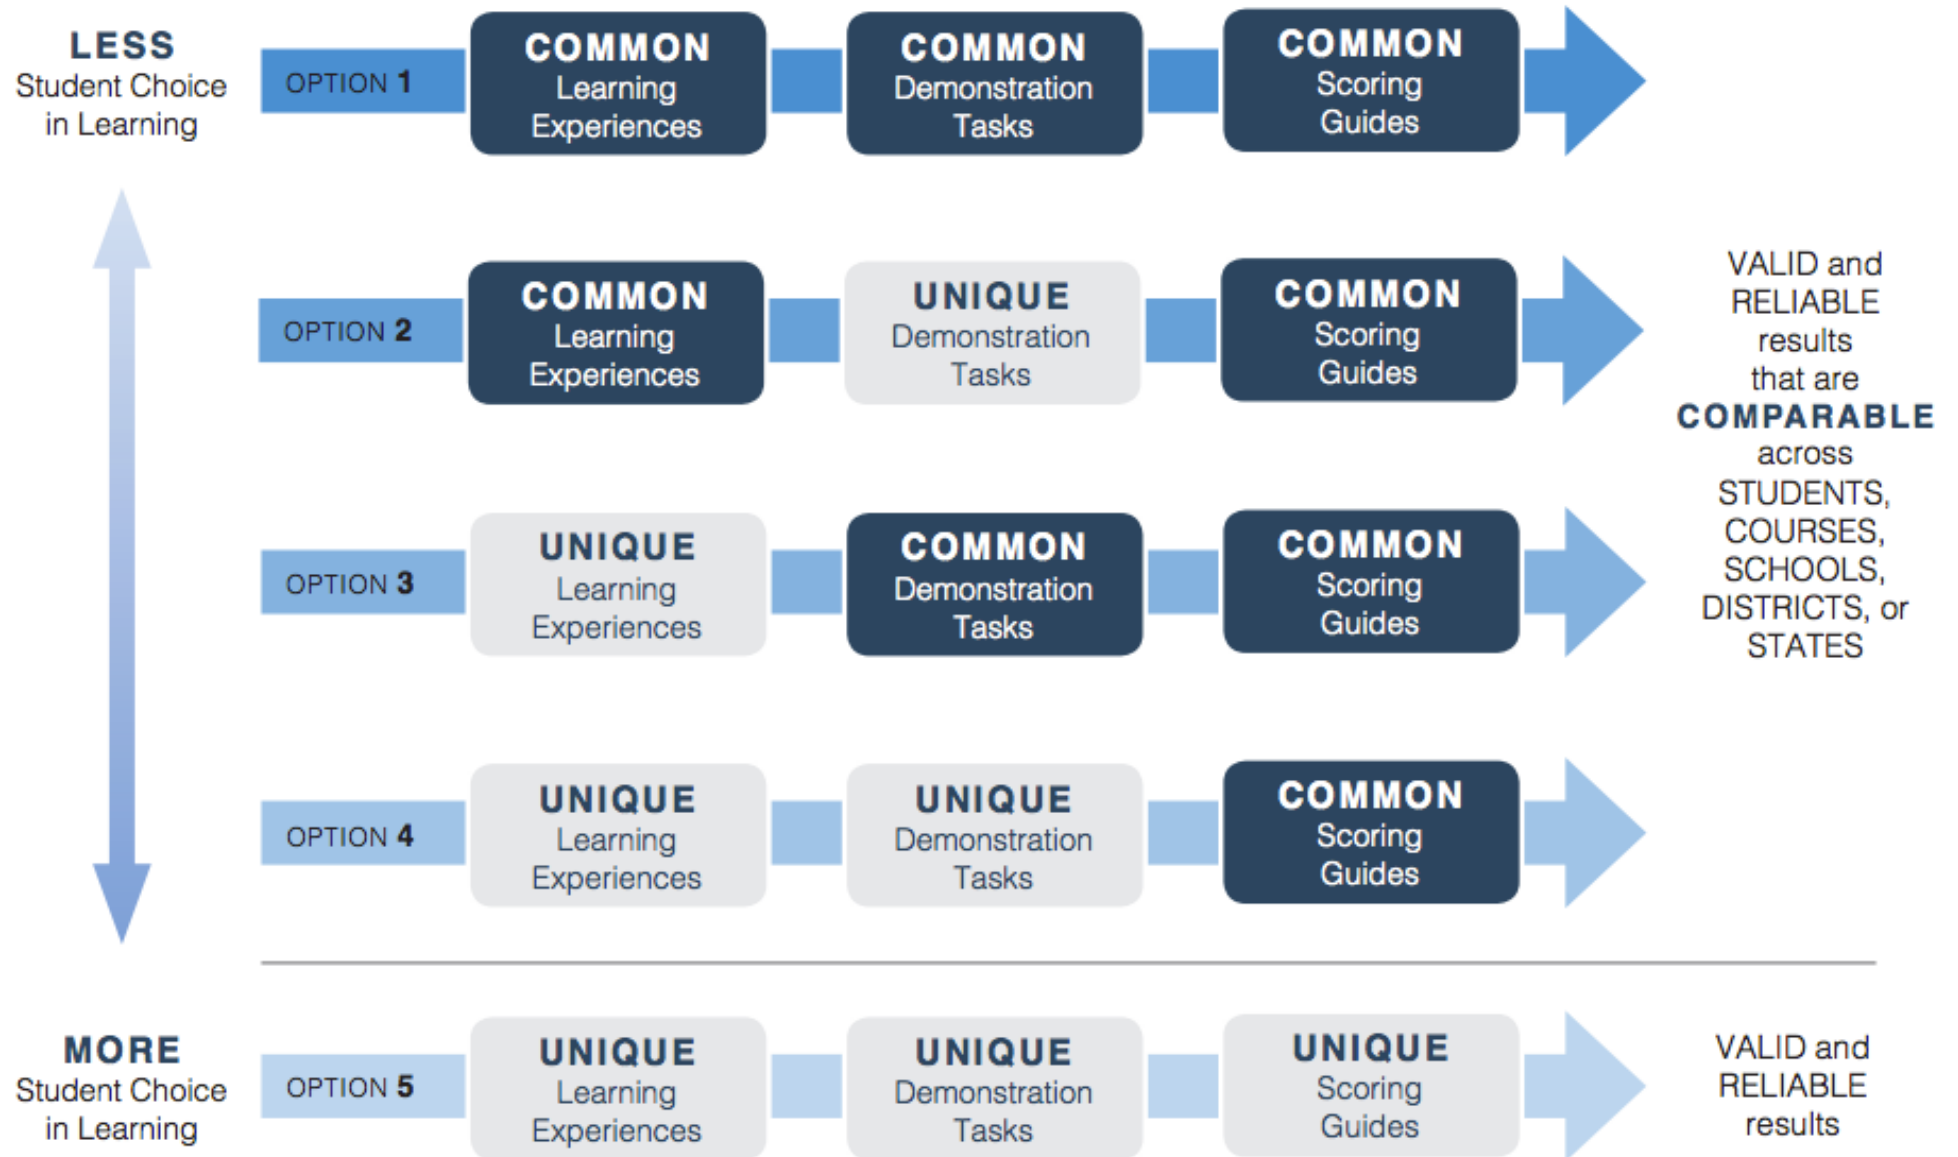 LESS
Student Choice
in Learning
OPTION 1
COMMON
Learning
Experiences
COMMON
Demonstration
Tasks
COMMON
Scoring
Guides
OPTION 2
COMMON
Learning
Experiences
UNIQUE
Demonstration
Tasks
COMMON
Scoring
Guides
OPTION 3
UNIQUE
Learning
Experiences
COMMON
Demonstration
Tasks
COMMON
Scoring
Guides
OPTION 4
UNIQUE
Learning
Experiences
UNIQUE
Demonstration
Tasks
COMMON
Scoring
Guides
VALID and
RELIABLE
results
that are
COMPARABLE
across
STUDENTS,
COURSES,
SCHOOLS,
DISTRICTS, or
STATES
MORE
Student Choice
in Learning
OPTION 5
UNIQUE
Learning
Experiences
UNIQUE
Demonstration
Tasks
UNIQUE
Scoring
Guides
VALID and
RELIABLE
results